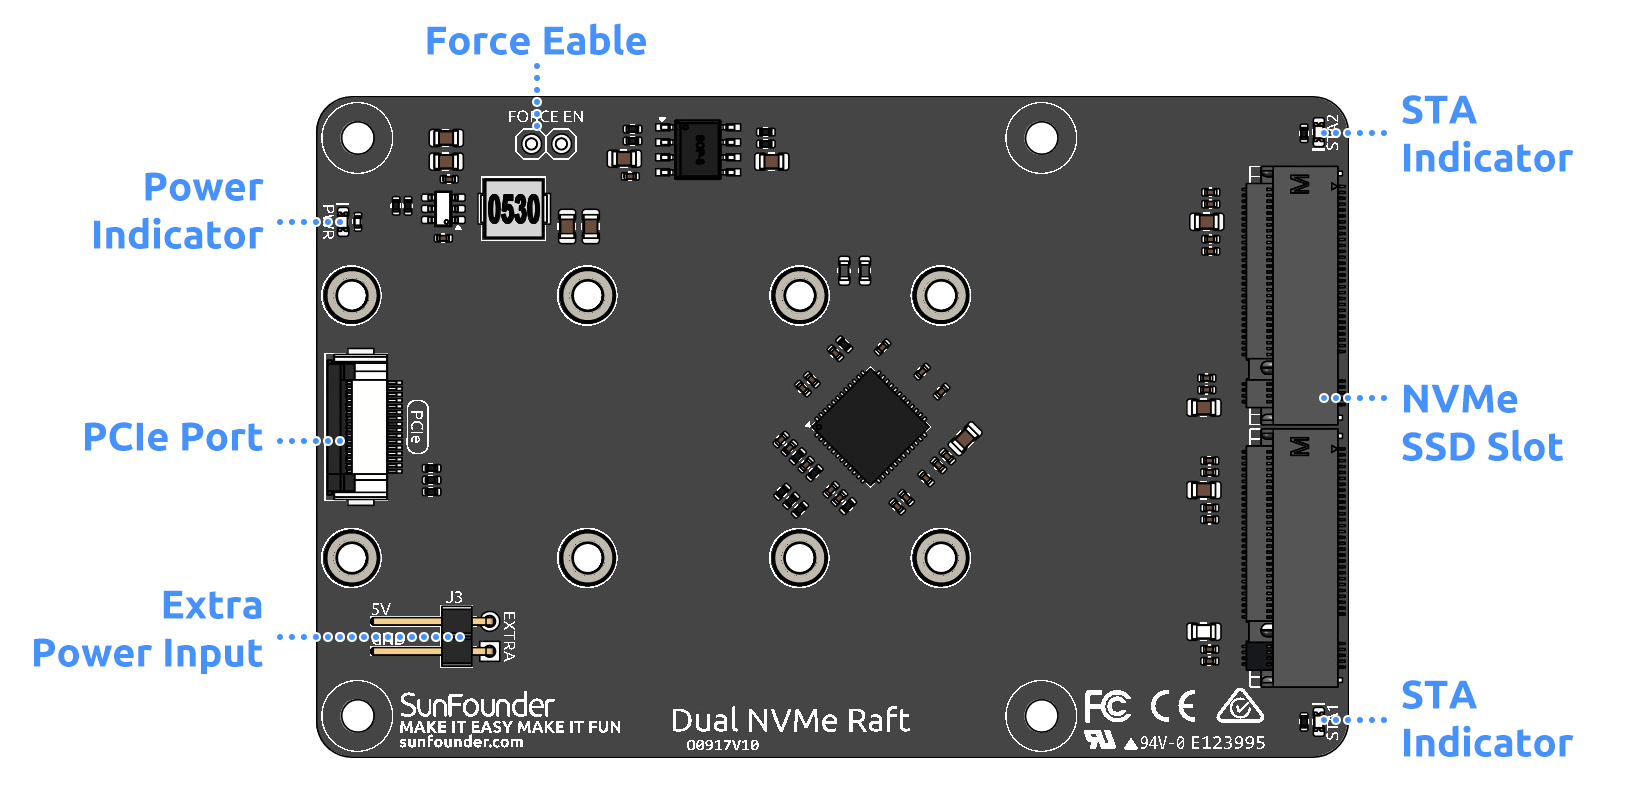 Force Eable
FORCE EN
STA
Indicator
STA2
Power
Indicator
PWR
0530
M
PCIe Port
PCIe
NVMe
SSD Slot
M
Extra
Power Input
J3
5V
GND
EXTRA
STA
Indicator
STA1
SunFounder
MAKE IT EASY MAKE IT FUN
sunfounder.com
Dual NVMe Raft
O0917V10
FC CE
94V-0 E123995